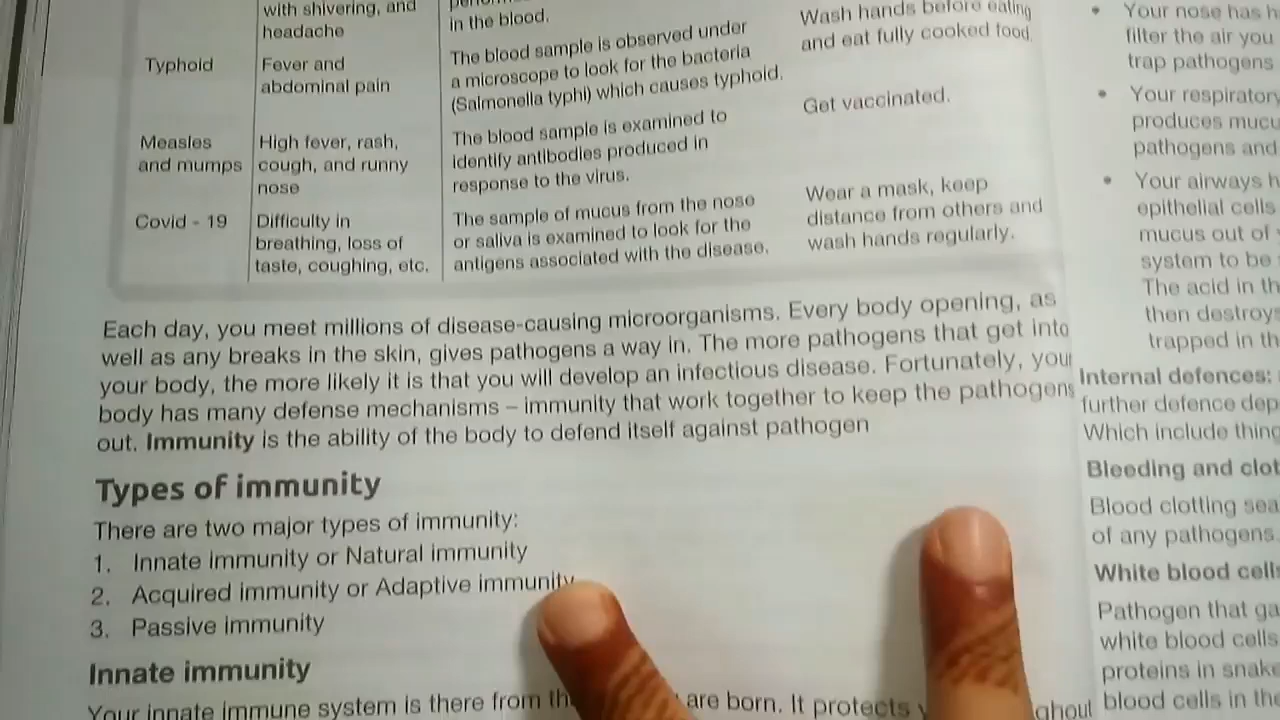 with shivering, and
headache
in the blood.
Wash hands before eating
and eat fully cooked food.
Typhoid
Fever and
abdominal pain
The blood sample is observed under
a microscope to look for the bacteria
(Salmonella typhi) which causes typhoid.
Get vaccinated.
Measles
and mumps
High fever, rash,
cough, and runny
nose
The blood sample is examined to
identify antibodies produced in
response to the virus.
Covid - 19
Difficulty in
breathing, loss of
taste, coughing, etc.
The sample of mucus from the nose
or saliva is examined to look for the
antigens associated with the disease.
Wear a mask, keep
distance from others and
wash hands regularly.
Each day, you meet millions of disease-causing microorganisms. Every body opening, as
well as any breaks in the skin, gives pathogens a way in. The more pathogens that get into
your body, the more likely it is that you will develop an infectious disease. Fortunately, your
body has many defense mechanisms – immunity that work together to keep the pathogens
out. Immunity is the ability of the body to defend itself against pathogen
Types of immunity
There are two major types of immunity:
1. Innate immunity or Natural immunity
2. Acquired immunity or Adaptive immunity
3. Passive immunity
Innate immunity
Your innate immune system is there from are born. It protects
• Your nose has
filter the air you
trap pathogens
• Your respiratory
produces
pathogens and
• Your airways
epithelial cells
mucus out of
system to be
The acid in
then destroys
trapped in
Internal defences:
further defence
Which include
Bleeding and
Blood clotting
of any pathogens.
White blood
Pathogen that
white blood cells
proteins in
blood cells in